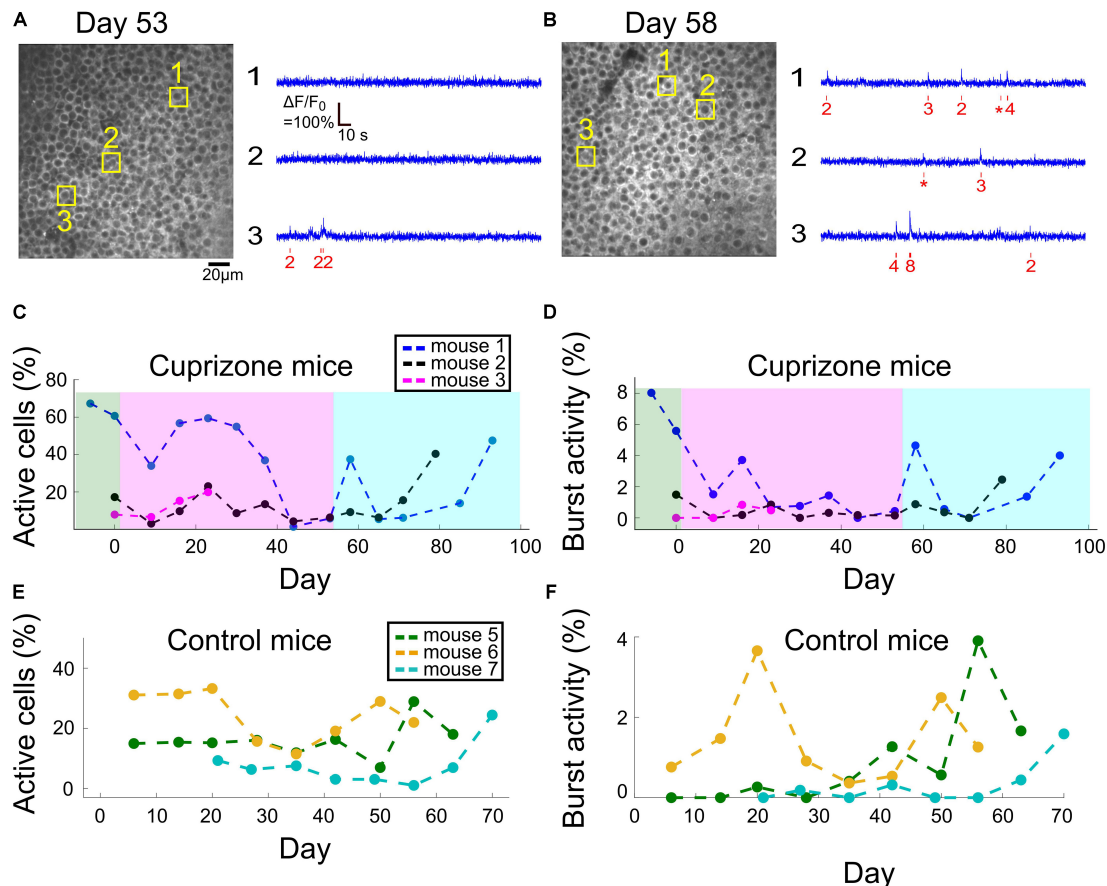 A Day 53
1
2
3
20µm
1
ΔF/F0
=100%
10 s
2
3
2 22
B Day 58
1
2
3
1
2 3 2 * 4
2
* 3
3
4 8 2
C
Cuprizone mice
mouse 1
mouse 2
mouse 3
Active cells (%)
80
60
40
20
0 20 40 60 80 100
Day
D
Cuprizone mice
Burst activity (%)
8
6
4
2
0
0 20 40 60 80 100
Day
E
Control mice
mouse 5
mouse 6
mouse 7
Active cells (%)
40
20
0
0 10 20 30 40 50 60 70
Day
F
Control mice
Burst activity (%)
4
2
0
0 10 20 30 40 50 60 70
Day